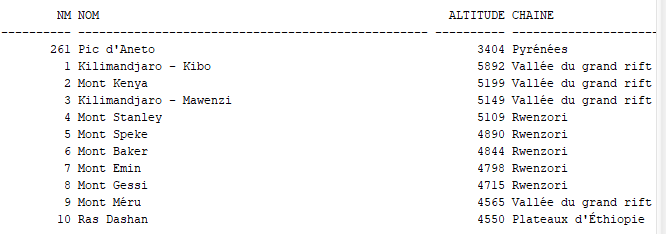 NM NOM ALTITUDE CHAINE
---------- -------------------------------------------------- ---------- --------------------
261 Pic d'Aneto 3404 Pyrénées
1 Kilimandjaro - Kibo 5892 Vallée du grand rift
2 Mont Kenya 5199 Vallée du grand rift
3 Kilimandjaro - Mawenzi 5149 Vallée du grand rift
4 Mont Stanley 5109 Rwenzori
5 Mont Speke 4890 Rwenzori
6 Mont Baker 4844 Rwenzori
7 Mont Emin 4798 Rwenzori
8 Mont Gessi 4715 Rwenzori
9 Mont Méru 4565 Vallée du grand rift
10 Ras Dashan 4550 Plateaux d'Éthiopie